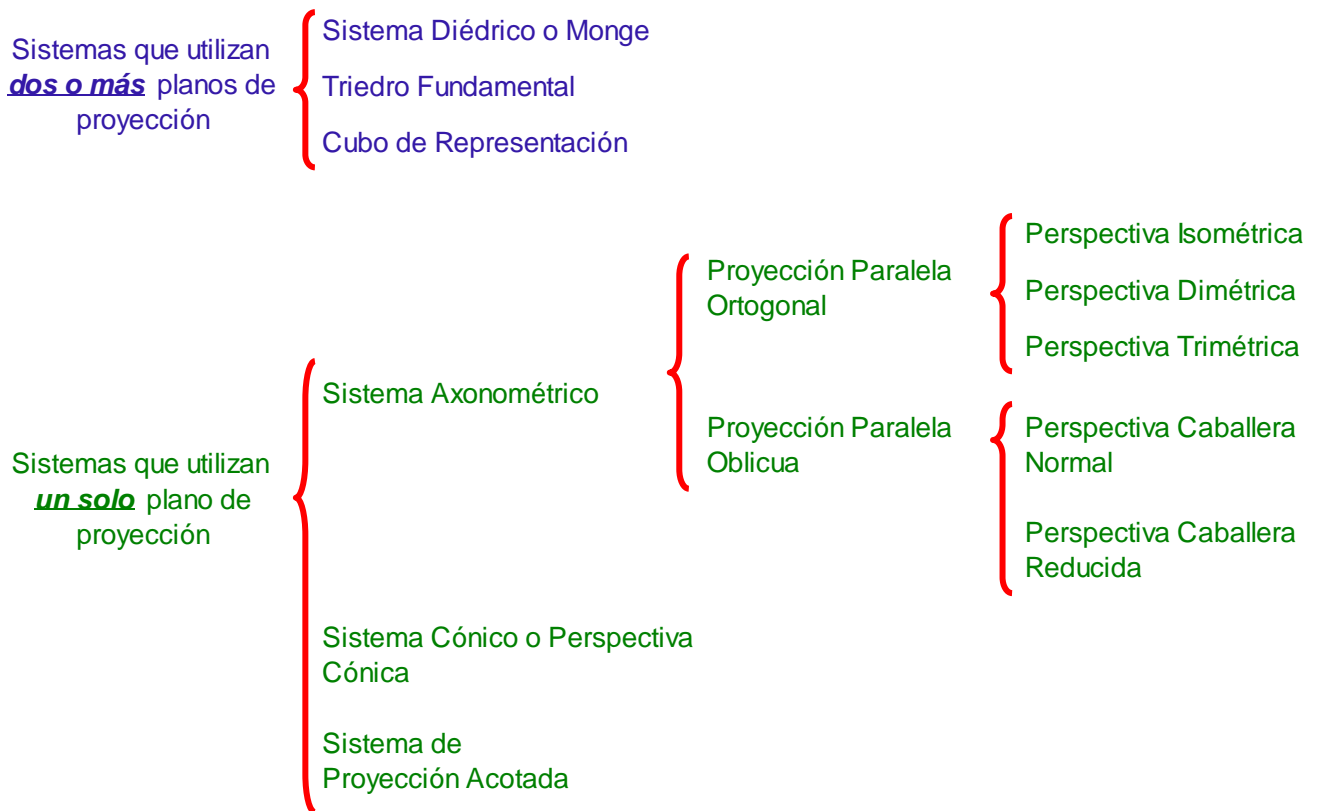 Sistemas que utilizan
dos o más planos de
proyección
Sistema Diédrico o Monge
Triedro Fundamental
Cubo de Representación
Sistemas que utilizan
un solo plano de
proyección
Sistema Axonométrico
Proyección Paralela
Ortogonal
Perspectiva Isométrica
Perspectiva Dimétrica
Perspectiva Trimétrica
Proyección Paralela
Oblicua
Perspectiva Caballera
Normal
Perspectiva Caballera
Reducida
Sistema Cónico o Perspectiva
Cónica
Sistema de
Proyección Acotada